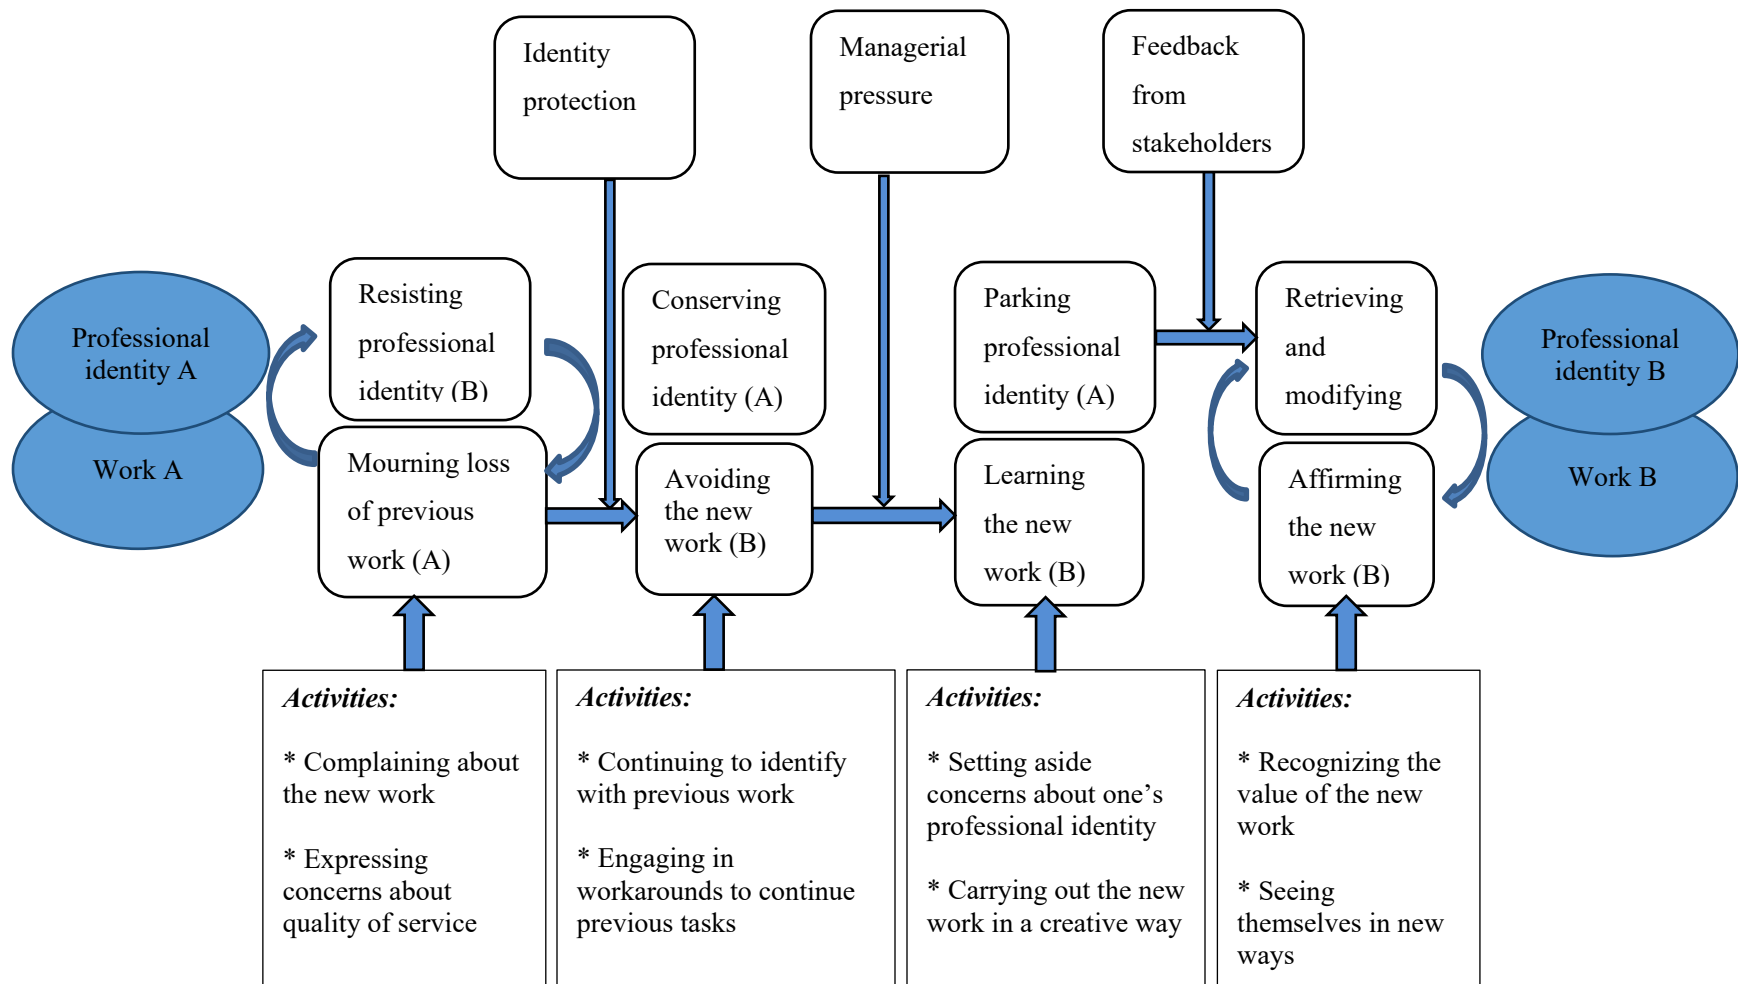 Identity
protection
Managerial
pressure
Feedback
from
stakeholders
Professional
identity A
Work A
Resisting
professional
identity (B)
Mourning loss
of previous
work (A)
Conserving
professional
identity (A)
Avoiding
the new
work (B)
Parking
professional
identity (A)
Learning
the new
work (B)
Retrieving
and
modifying
Affirming
the new
work (B)
Professional
identity B
Work B
Activities:
* Complaining about
the new work
* Expressing
concerns about
quality of service
Activities:
* Continuing to identify
with previous work
* Engaging in
workarounds to continue
previous tasks
Activities:
* Setting aside
concerns about one’s
professional identity
* Carrying out the new
work in a creative way
Activities:
* Recognizing the
value of the new
work
* Seeing
themselves in new
ways